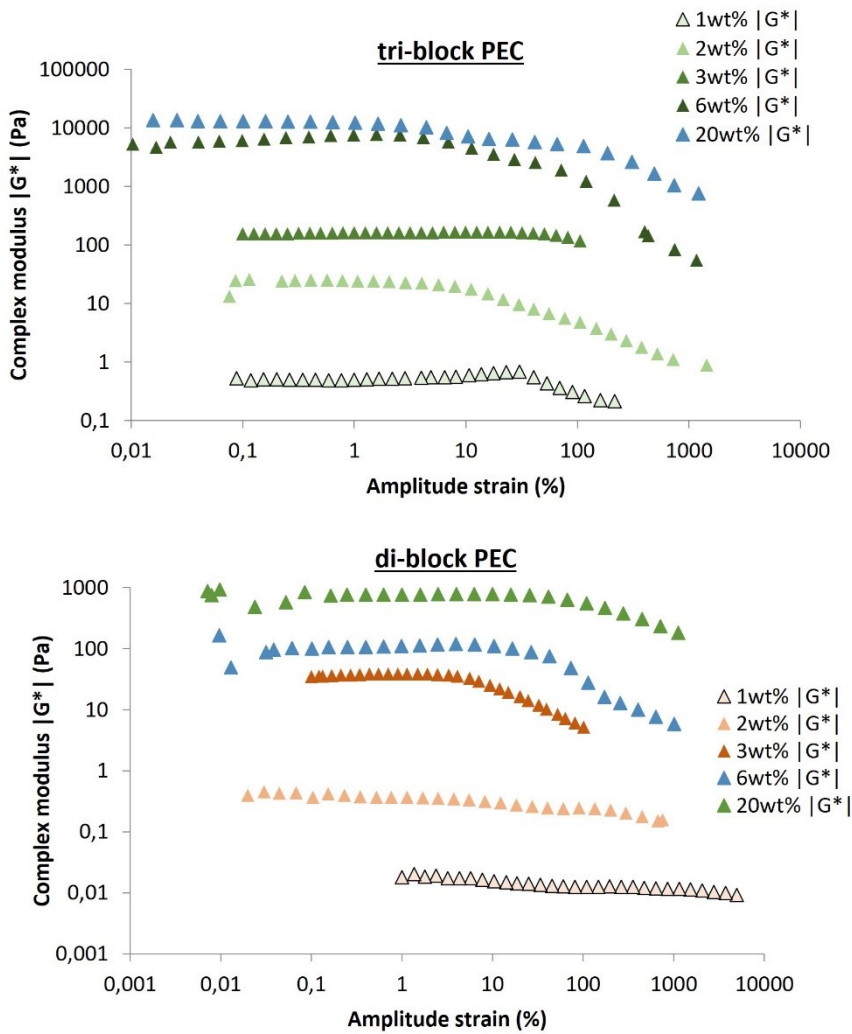 tri-block PEC
1wt% |G*|
2wt% |G*|
3wt% |G*|
6wt% |G*|
20wt% |G*|
Complex modulus |G*| (Pa)
100000
10000
1000
100
10
1
0,1
0,01
0,1
1
10
100
1000
10000
Amplitude strain (%)
di-block PEC
Complex modulus |G*| (Pa)
1000
100
10
1
0,1
0,01
0,001
1wt% |G*|
2wt% |G*|
3wt% |G*|
6wt% |G*|
20wt% |G*|
0,001
0,01
0,1
1
10
100
1000
10000
Amplitude strain (%)